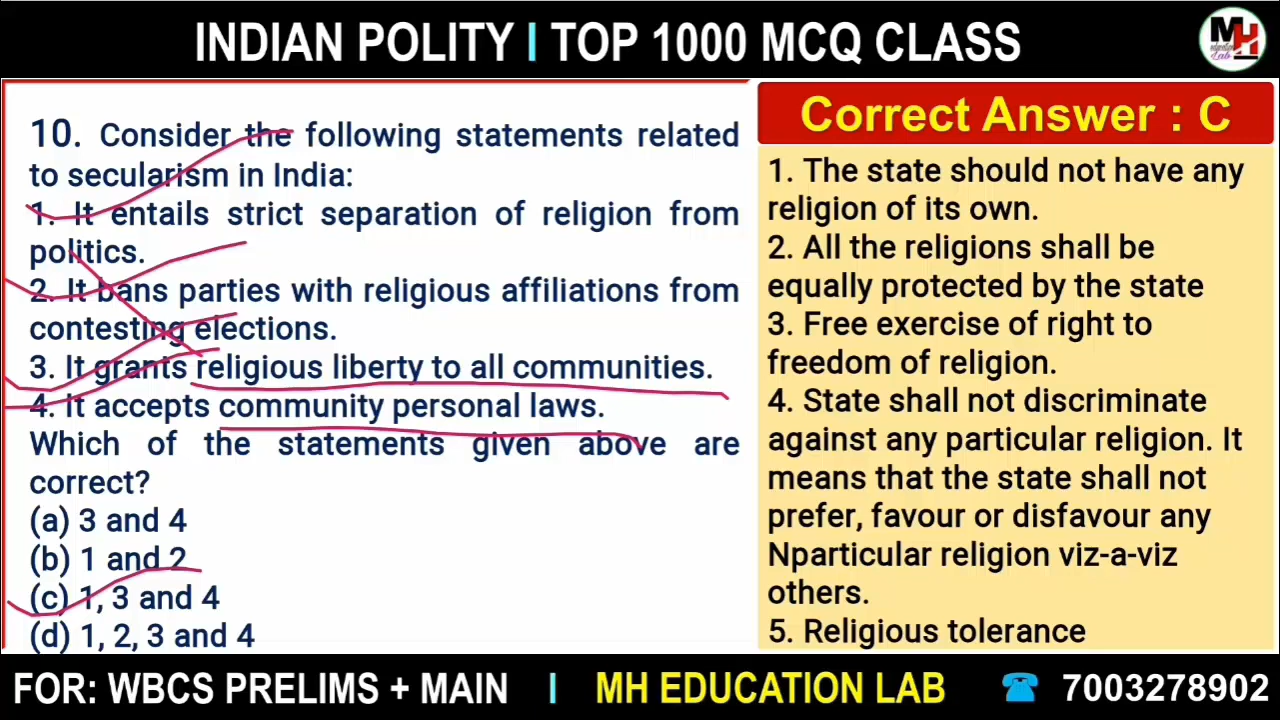 INDIAN POLITY I TOP 1000 MCQ CLASS
MH
education
Lab
10. Consider the following statements related
to secularism in India:
1. It entails strict separation of religion from
politics.
2. It bans parties with religious affiliations from
contesting elections.
3. It grants religious liberty to all communities.
4. It accepts community personal laws.
Which of the statements given above are
correct?
(a) 3 and 4
(b) 1 and 2
(c) 1, 3 and 4
(d) 1, 2, 3 and 4
Correct Answer : C
1. The state should not have any
religion of its own.
2. All the religions shall be
equally protected by the state
3. Free exercise of right to
freedom of religion.
4. State shall not discriminate
against any particular religion. It
means that the state shall not
prefer, favour or disfavour any
Nparticular religion viz-a-viz
others.
5. Religious tolerance
FOR: WBCS PRELIMS + MAIN I MH EDUCATION LAB ☎ 7003278902